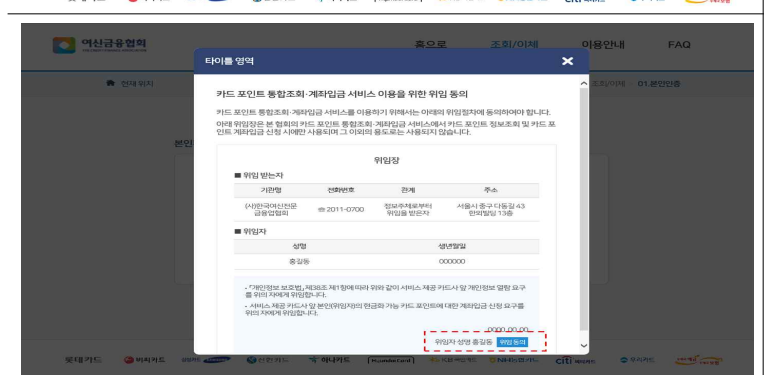 여신금융협회
홈으로 조회/이체 이용안내 FAQ
타이틀 영역
현재 위치
조회/이체 · 01.본인인증
카드 포인트 통합조회·계좌입금 서비스 이용을 위한 위임 동의
카드 포인트 통합조회·계좌입금 서비스를 이용하기 위해서는 아래의 위임절차에 동의하여야 합니다.
아래 위임장은 본 협회의 카드 포인트 통합조회·계좌입금 서비스에서 카드 포인트 정보조회 및 카드 포
인트 계좌입금 신청 시에만 사용되며 그 이외의 용도로는 사용되지 않습니다.
본인
위임장
■ 위임 받는자
기관명 전화번호 관계 주소
(사)한국여신전문
금융업협회
☎ 2011-0700
정보주체로부터
위임을 받은자
서울시 중구 다동길 43
한외빌딩 13층
■ 위임자
성명 생년월일
홍길동 000000
• 「개인정보 보호법」 제38조 제1항에 따라 위와 같이 서비스 제공 카드사 앞 개인정보 열람 요구
를 위의 자에게 위임합니다.
• 서비스 제공 카드사 앞 본인(위임자)의 현금화 가능 카드 포인트에 대한 계좌입금 신청 요구를
위의 자에게 위임합니다.
0000.00.00
위임자 성명 홍길동 위임 동의
롯데카드 비씨카드 신한카드 하나카드 HyundaiCard KB국민카드 NH농협카드 citi 우리카드